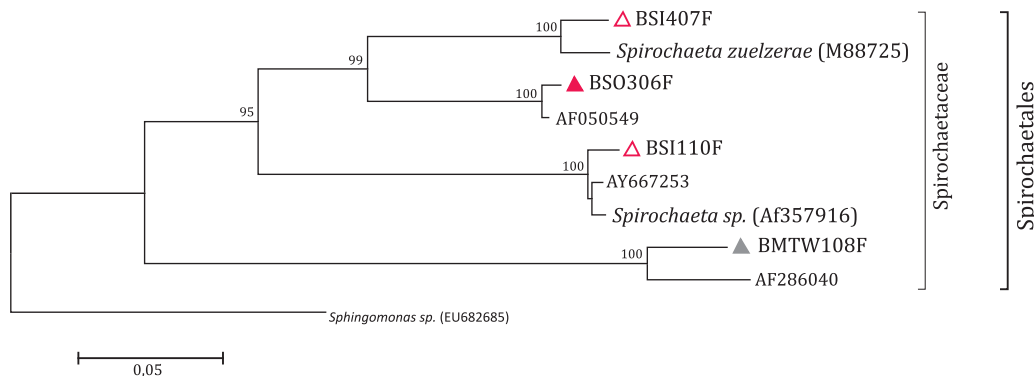 100
BSI407F
Spirochaeta zuelzerae (M88725)
99
100
BSO306F
AF050549
95
100
BSI110F
AY667253
Spirochaeta sp. (Af357916)
100
BMTW108F
AF286040
Sphingomonas sp. (EU682685)
0,05
Spirochaetaceae
Spirochaetales